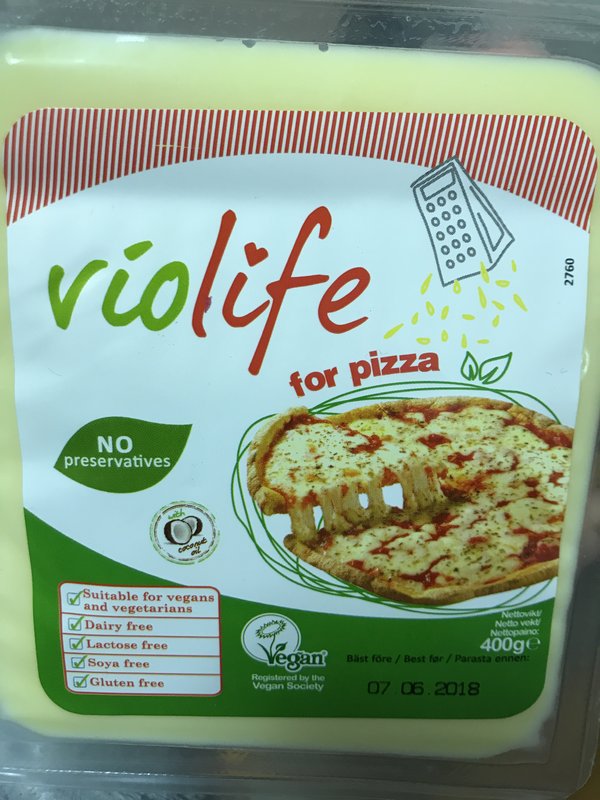 2760
violife
for pizza
NO
preservatives
with
coconut
oil
Suitable for vegans
and vegetarians
Dairy free
Lactose free
Soya free
Gluten free
Vegan
Registered by the
Vegan Society
Nettovikt/
Netto vekt/
Nettopaino:
400g℮
Bäst före / Best før / Parasta ennen:
07.06.2018